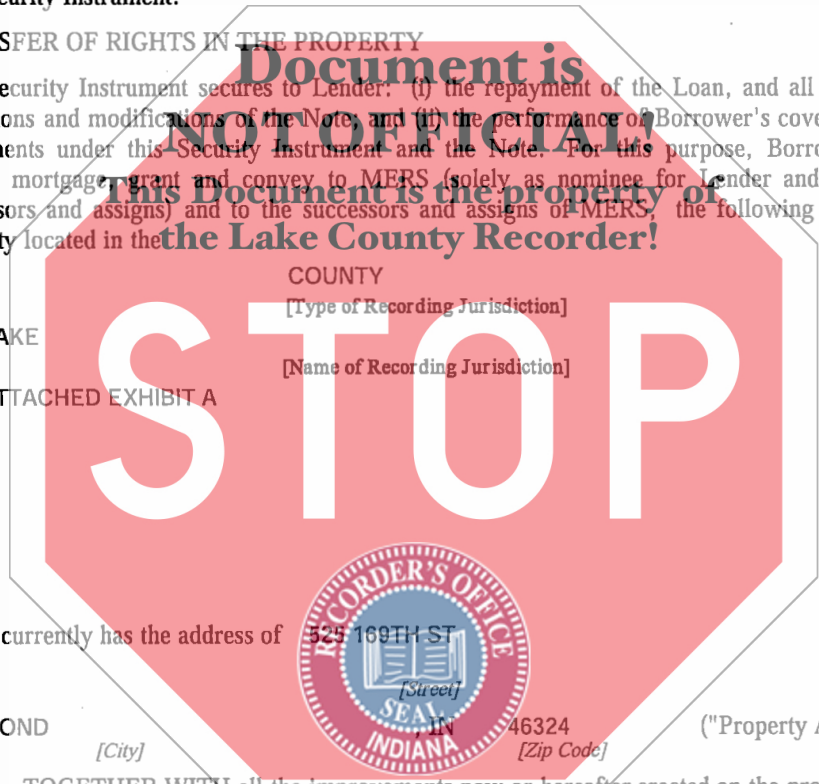 curity Instrument.
SFER OF RIGHTS IN THE PROPERTY
Document is
ecurity Instrument secures to Lender: (i) the repayment of the Loan, and all
ons and modifications of the Note; and (ii) the performance of Borrower's cove
NOT OFFICIAL!
ents under this Security Instrument and the Note. For this purpose, Borro
mortgage, grant and convey to MERS (solely as nominee for Lender and
This Document is the property of
sors and assigns) and to the successors and assigns of MERS, the following
ty located in the
the Lake County Recorder!
COUNTY
[Type of Recording Jurisdiction]
AKE
[Name of Recording Jurisdiction]
TTACHED EXHIBIT A
STOP
RECORDER'S OFFICE
SEAL
INDIANA
currently has the address of 525 169TH ST
[Street]
OND , IN 46324 ("Property A
[City] [Zip Code]
TOGETHER WITH all the improvements now or hereafter erected on the pro